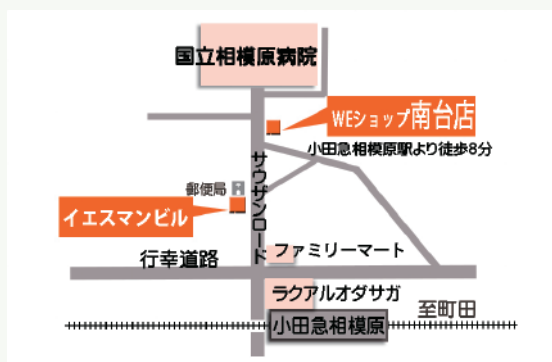 国立相模原病院
WEショップ南台店
小田急相模原駅より徒歩8分
サウザンロード
郵便局
イエスマンビル
ファミリーマート
行幸道路
ラクアルオダサガ
至町田
小田急相模原